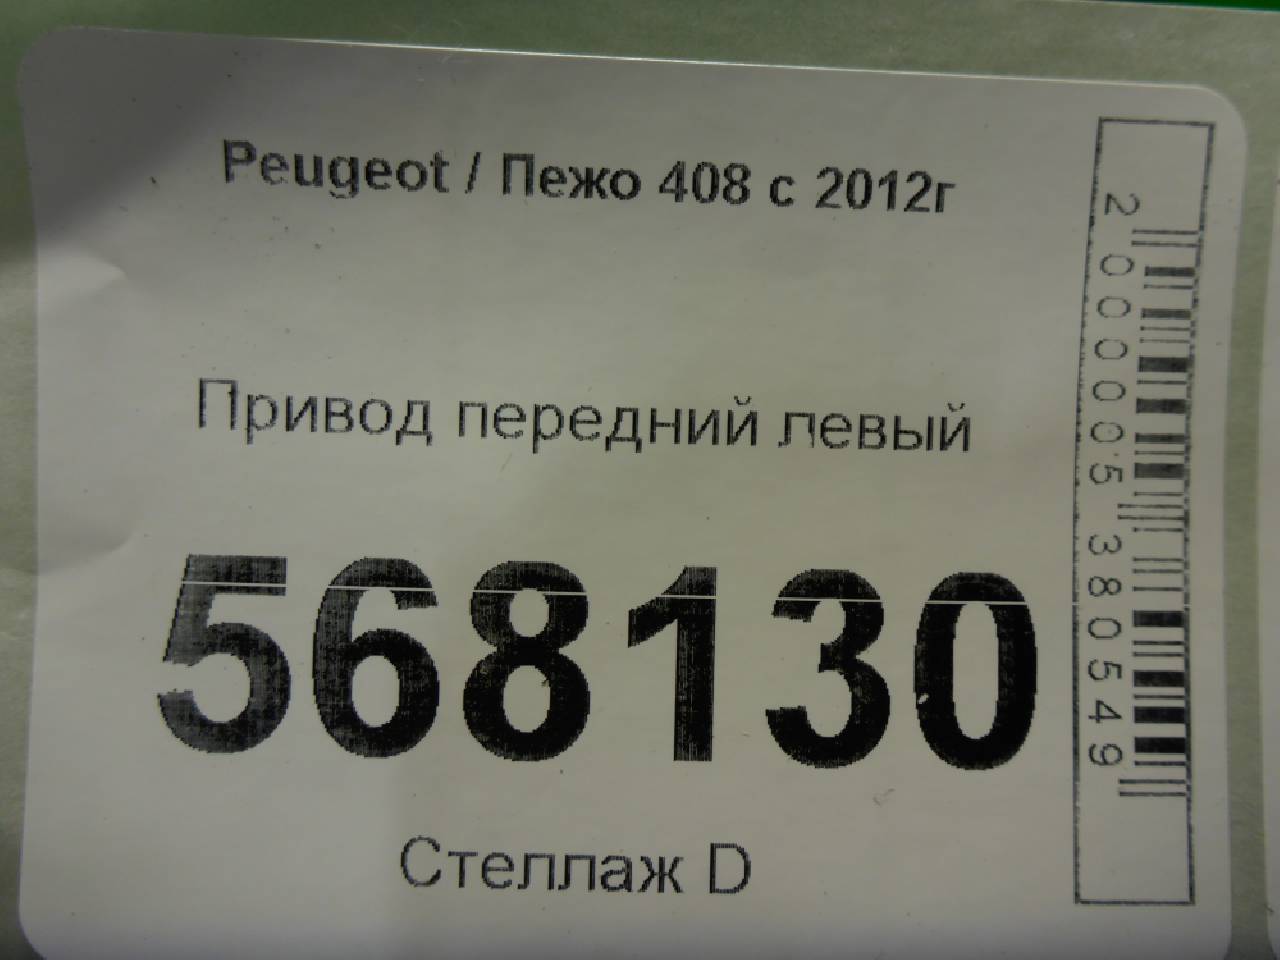 Peugeot / Пежо 408 с 2012г
Привод передний левый
568130
Стеллаж D
2000005380549